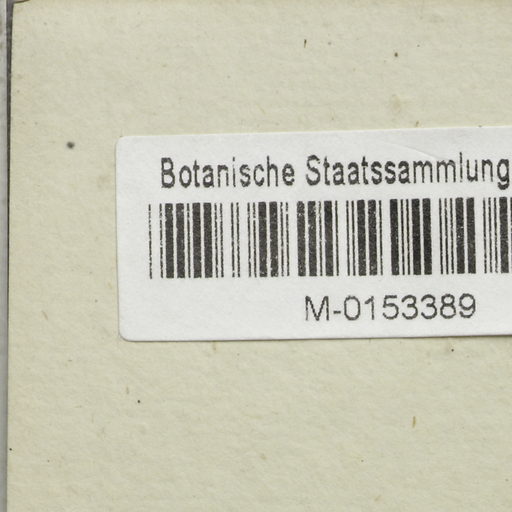 Botanische Staatssammlung
M-0153389